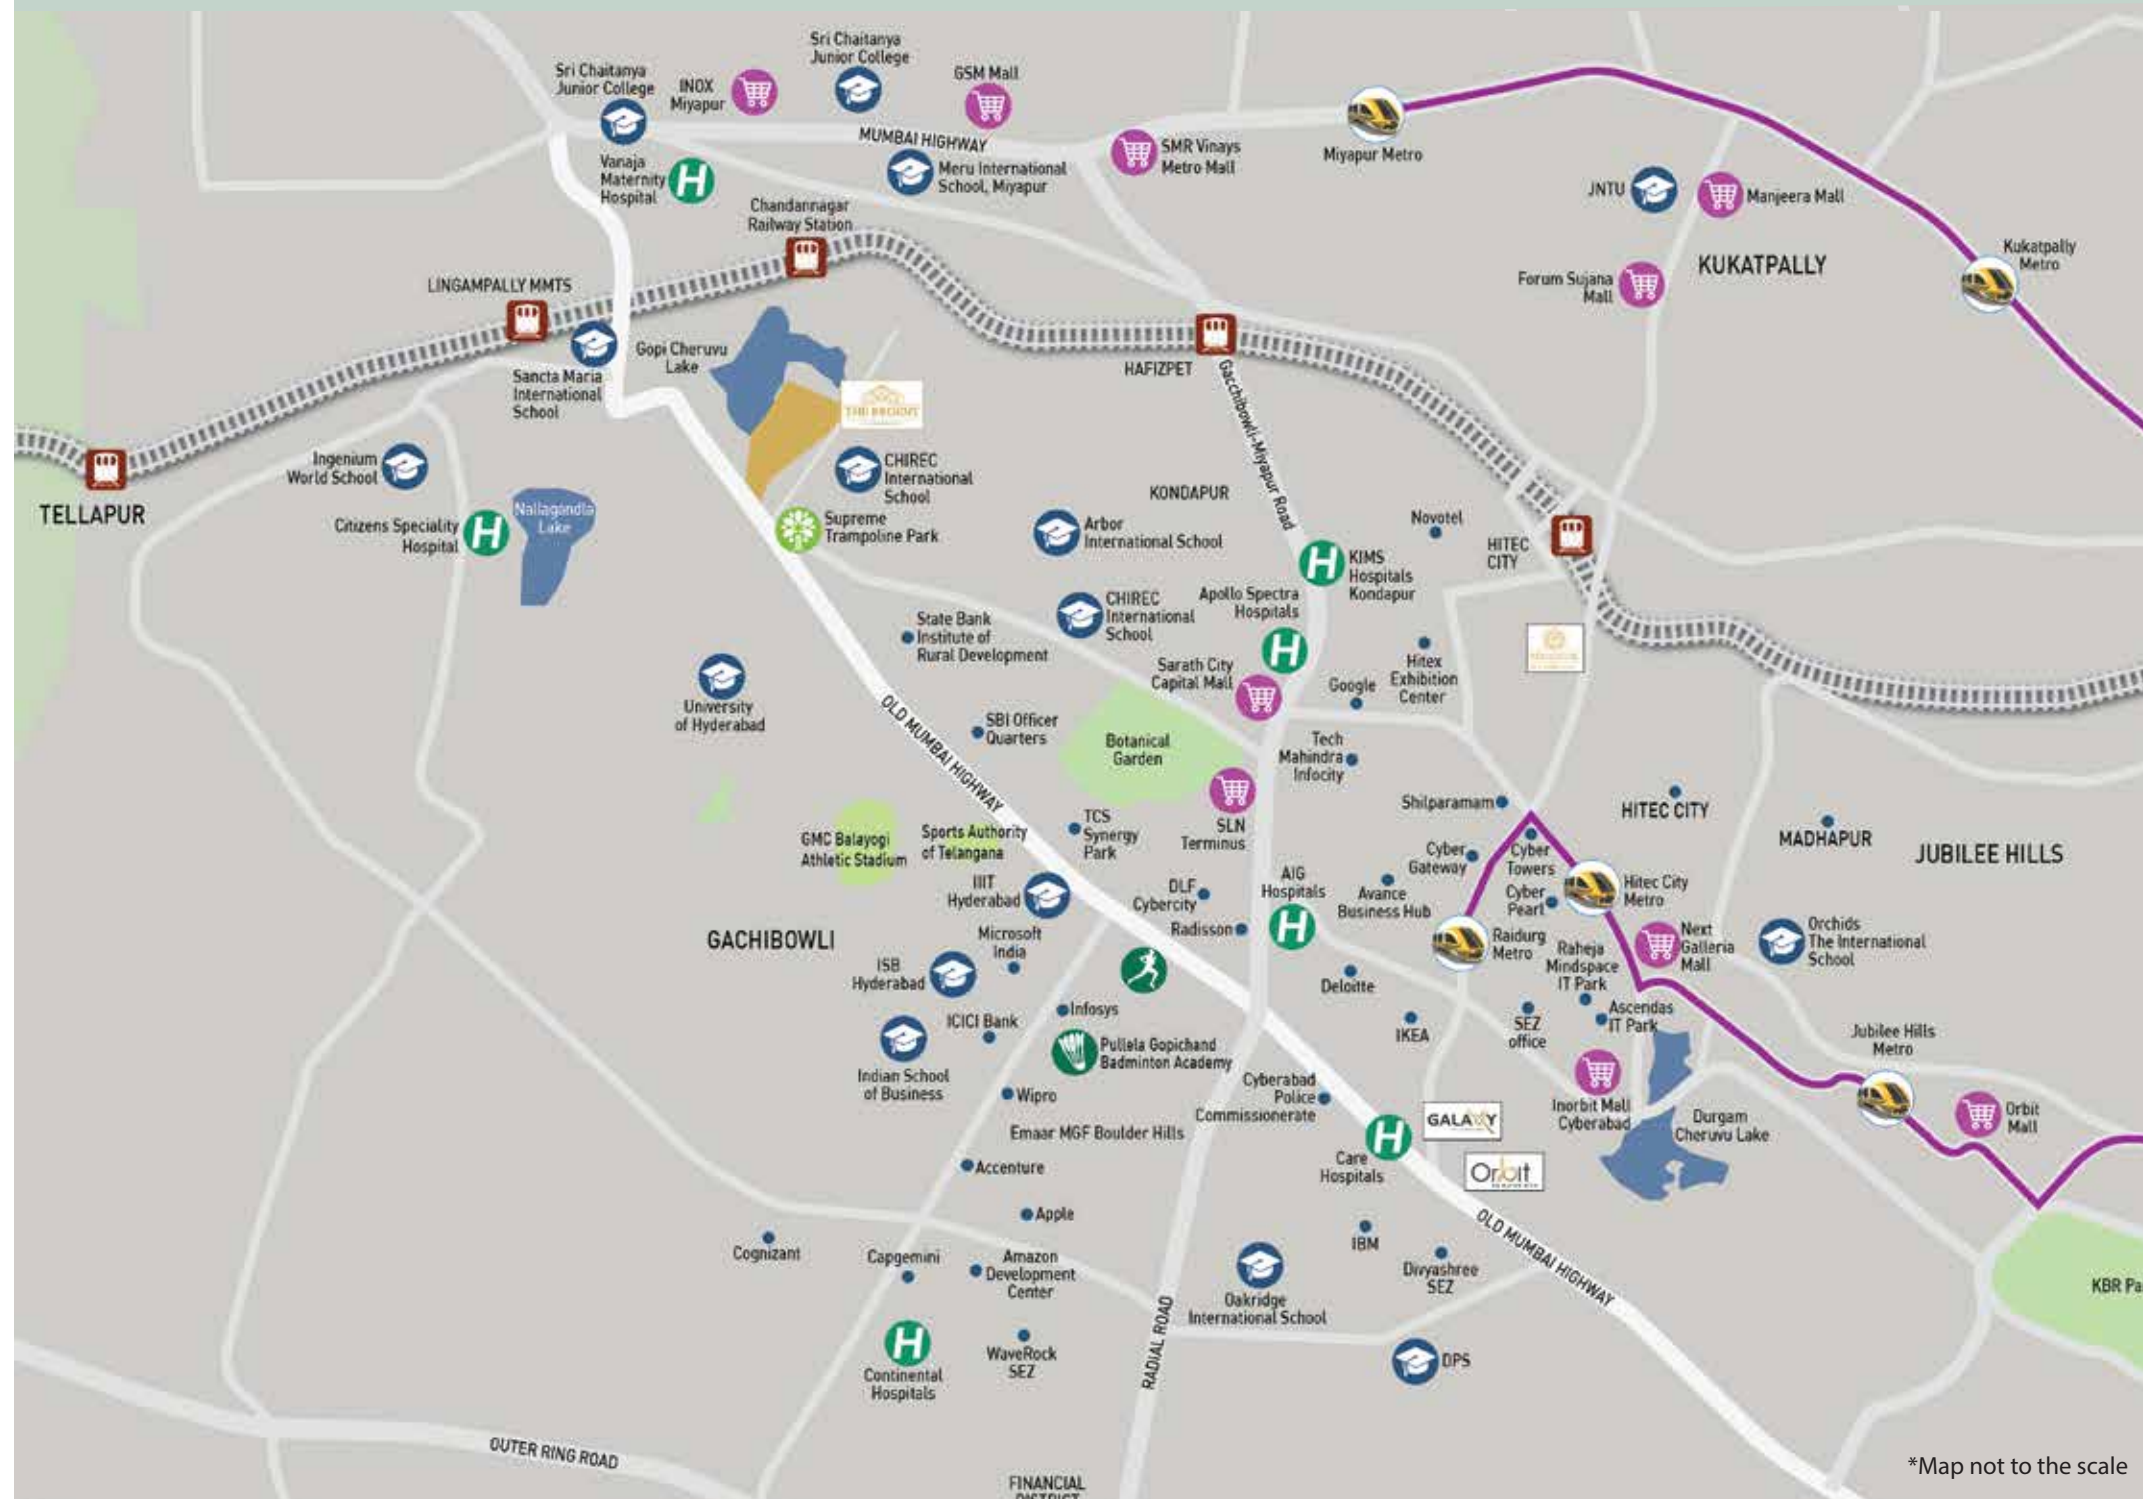 Sri Chaitanya
Junior College
Sri Chaitanya
Junior College
INOX
Miyapur
GSM Mall
MUMBAI HIGHWAY
SMR Vinays
Metro Mall
Miyapur Metro
Vanaja
Maternity
Hospital
Meru International
School, Miyapur
JNTU
Manjeera Mall
Chandannagar
Railway Station
KUKATPALLY
Kukatpally
Metro
Forum Sujana
Mall
LINGAMPALLY MMTS
Gopi Cheruvu
Lake
HAFIZPET
Gacchibowli-Miyapur Road
Sancta Maria
International
School
Ingenium
World School
CHIREC
International
School
TELLAPUR
Citizens Speciality
Hospital
Nallagandla
Lake
Supreme
Trampoline Park
KONDAPUR
Arbor
International School
Novotel
HITEC
CITY
KIMS
Hospitals
Kondapur
CHIREC
International
School
Apollo Spectra
Hospitals
State Bank
Institute of
Rural Development
Sarath City
Capital Mall
Google
Hitex
Exhibition
Center
University
of Hyderabad
OLD MUMBAI HIGHWAY
SBI Officer
Quarters
Botanical
Garden
Tech
Mahindra
Infocity
Shilparamam
HITEC CITY
MADHAPUR
JUBILEE HILLS
GMC Balayogi
Athletic Stadium
Sports Authority
of Telangana
TCS
Synergy
Park
SLN
Terminus
Cyber
Gateway
Cyber
Towers
IIIT
Hyderabad
DLF
Cybercity
AIG
Hospitals
Avance
Business Hub
Cyber
Pearl
Hitec City
Metro
GACHIBOWLI
Microsoft
India
Radisson
Raidurg
Metro
Raheja
Mindspace
IT Park
Next
Galleria
Mall
Orchids
The International
School
ISB
Hyderabad
Deloitte
ICICI Bank
Infosys
IKEA
SEZ
office
Ascendas
IT Park
Jubilee Hills
Metro
Indian School
of Business
Pullela Gopichand
Badminton Academy
Wipro
Cyberabad
Police
Commissionerate
Emaar MGF Boulder Hills
GALAXY
Inorbit Mall
Cyberabad
Durgam
Cheruvu Lake
Orbit
Mall
Accenture
Care
Hospitals
Orbit
Apple
Cognizant
Capgemini
Amazon
Development
Center
IBM
Divyashree
SEZ
OLD MUMBAI HIGHWAY
KBR Pa
Oakridge
International School
Continental
Hospitals
WaveRock
SEZ
RADIAL ROAD
DPS
OUTER RING ROAD
FINANCIAL
DISTRICT
*Map not to the scale